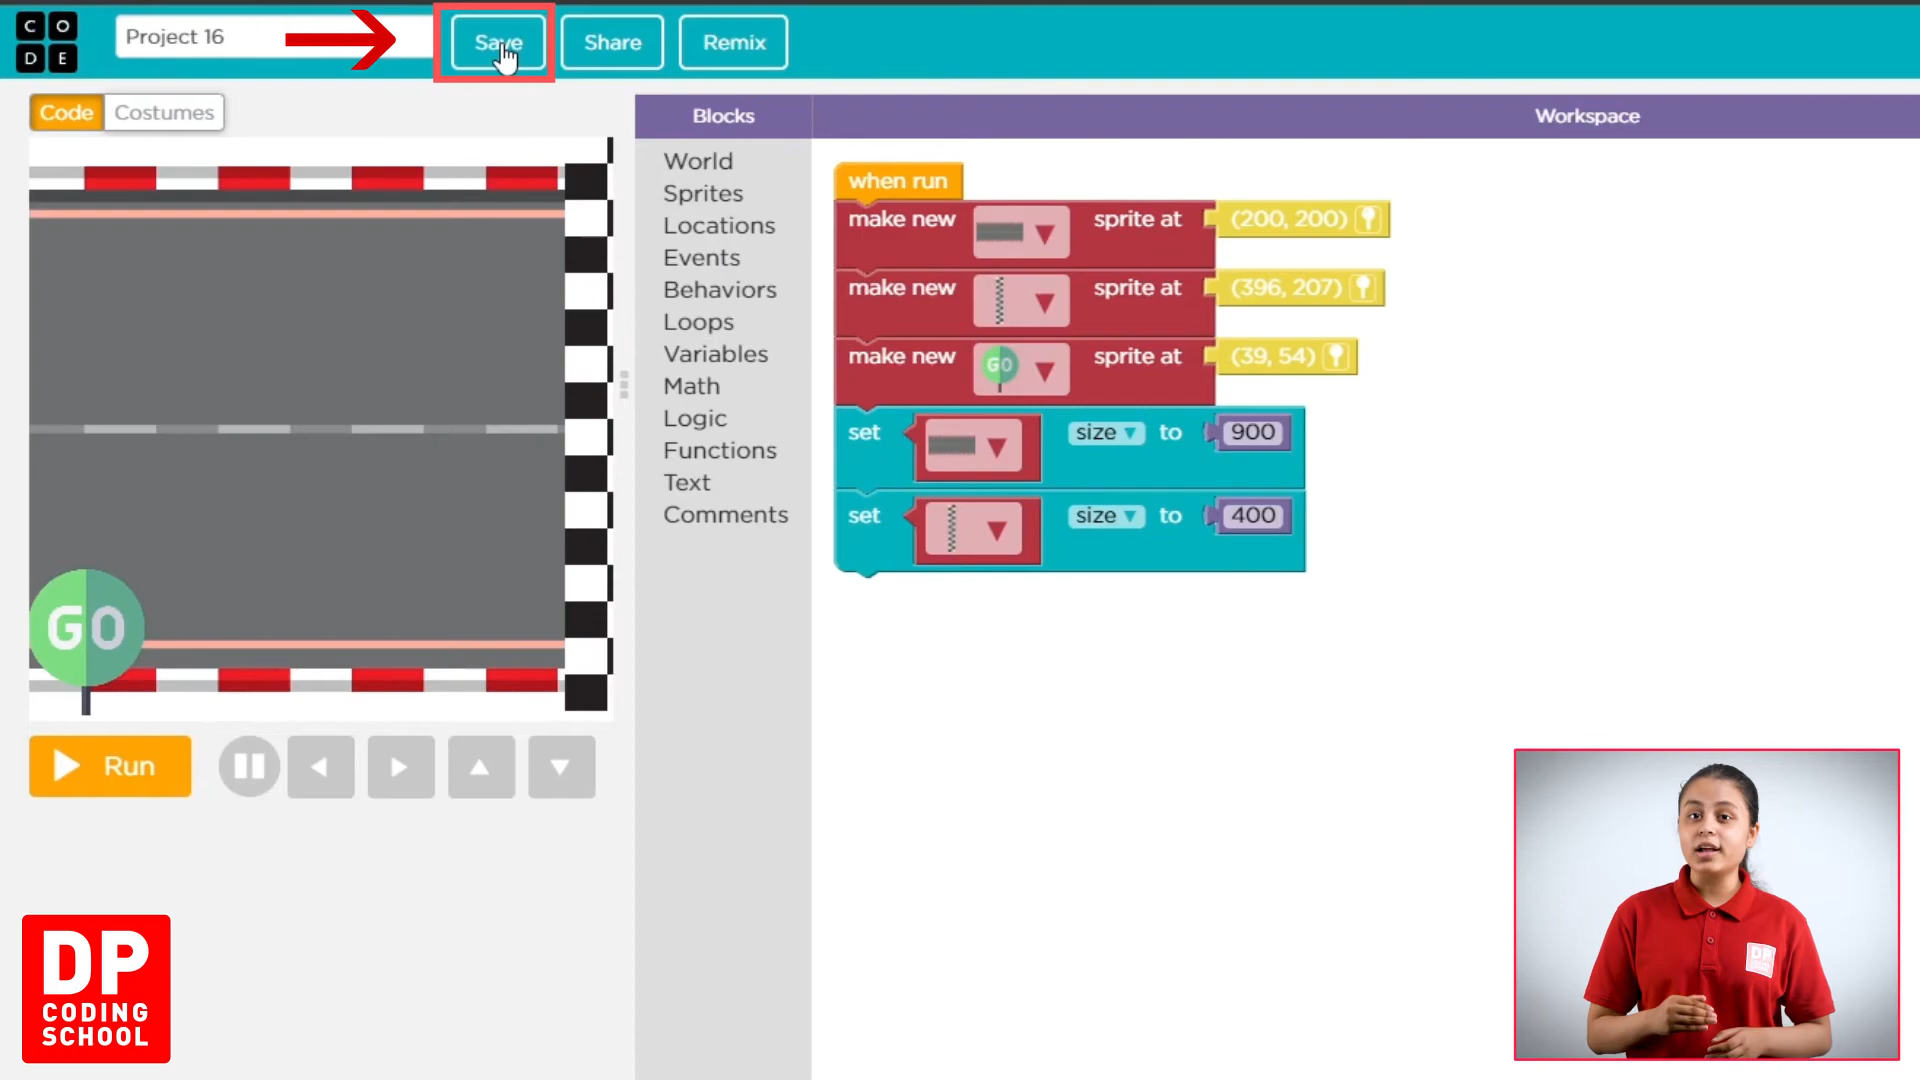 C O
D E
Project 16
Save
Share
Remix
Code
Costumes
Blocks
Workspace
World
Sprites
Locations
Events
Behaviors
Loops
Variables
Math
Logic
Functions
Text
Comments
when run
make new sprite at (200, 200)
make new sprite at (396, 207)
make new GO sprite at (39, 54)
set size to 900
set size to 400
GO
Run
DP
CODING
SCHOOL
DP